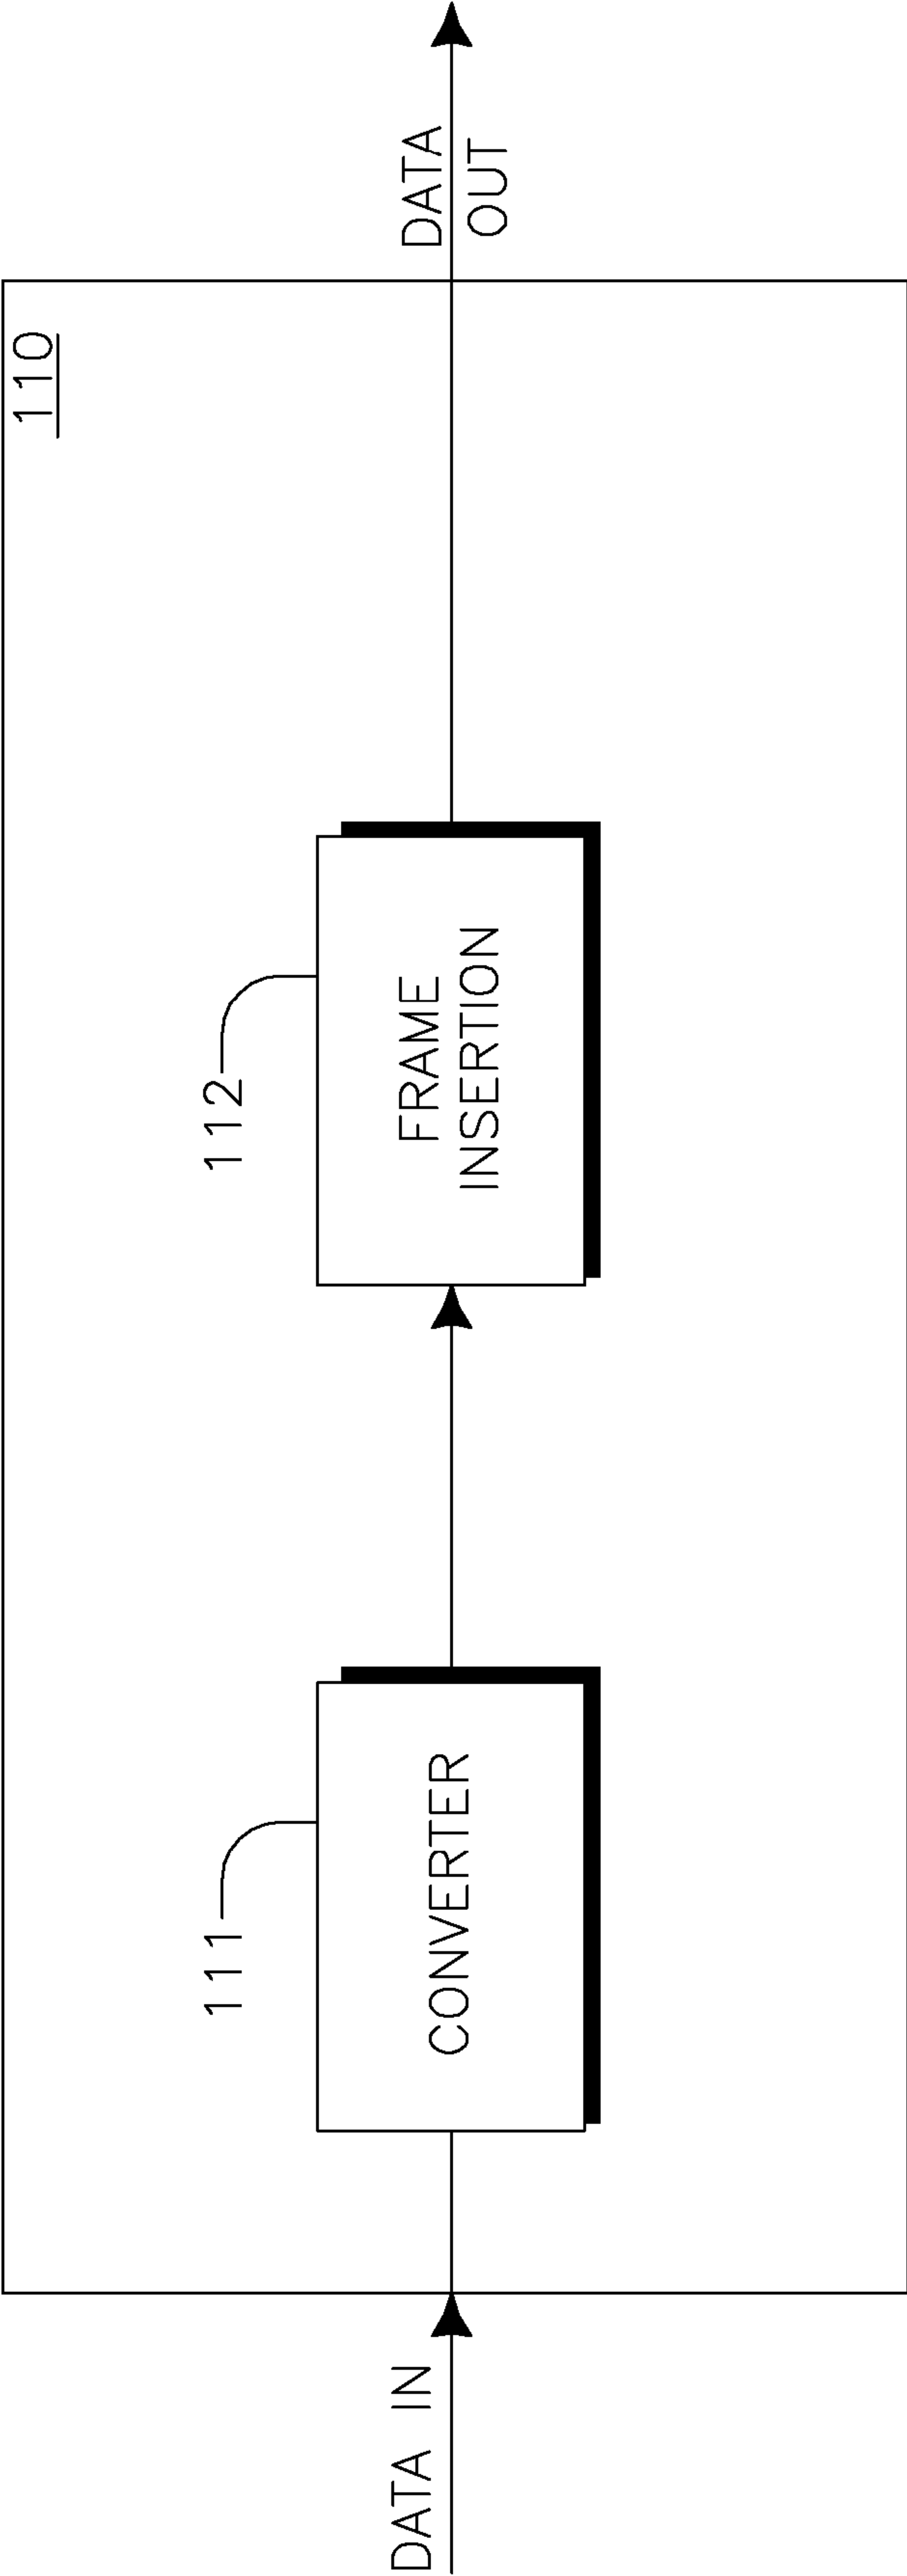 110
111
112
DATA IN
CONVERTER
FRAME
INSERTION
DATA
OUT